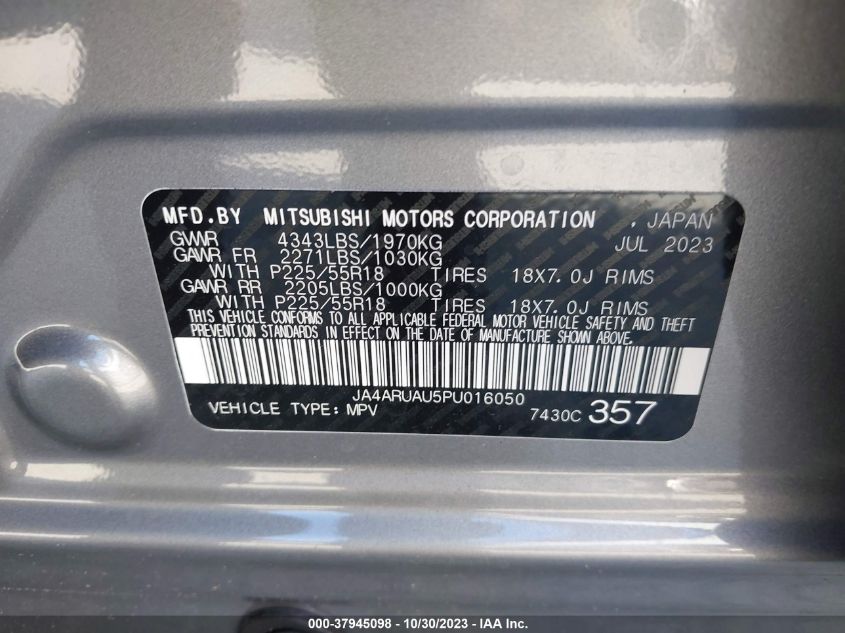 MFD.BY MITSUBISHI MOTORS CORPORATION , JAPAN
GVWR 4343LBS/1970KG JUL 2023
GAWR FR 2271LBS/1030KG
WITH P225/55R18 TIRES 18X7.0J RIMS
GAWR RR 2205LBS/1000KG
WITH P225/55R18 TIRES 18X7.0J RIMS
THIS VEHICLE CONFORMS TO ALL APPLICABLE FEDERAL MOTOR VEHICLE SAFETY AND THEFT
PREVENTION STANDARDS IN EFFECT ON THE DATE OF MANUFACTURE SHOWN ABOVE.
JA4ARUAU5PU016050
VEHICLE TYPE: MPV 7430C 357
000-37945098 - 10/30/2023 - IAA Inc.